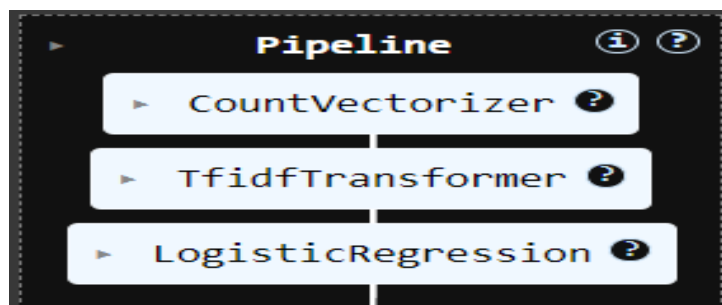 Pipeline i ?
CountVectorizer ?
TfidfTransformer ?
LogisticRegression ?